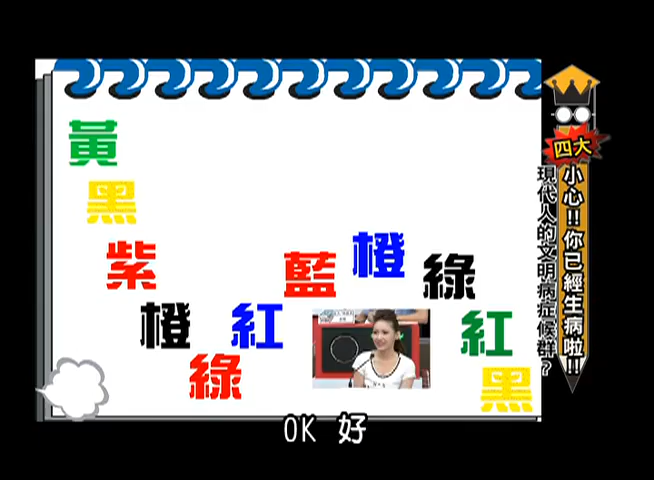 黃
黑
紫
橙
綠
紅
藍
橙
綠
紅
黑
四大
小心!!你已經生病啦!!
現代人的文明病症候群?
OK 好